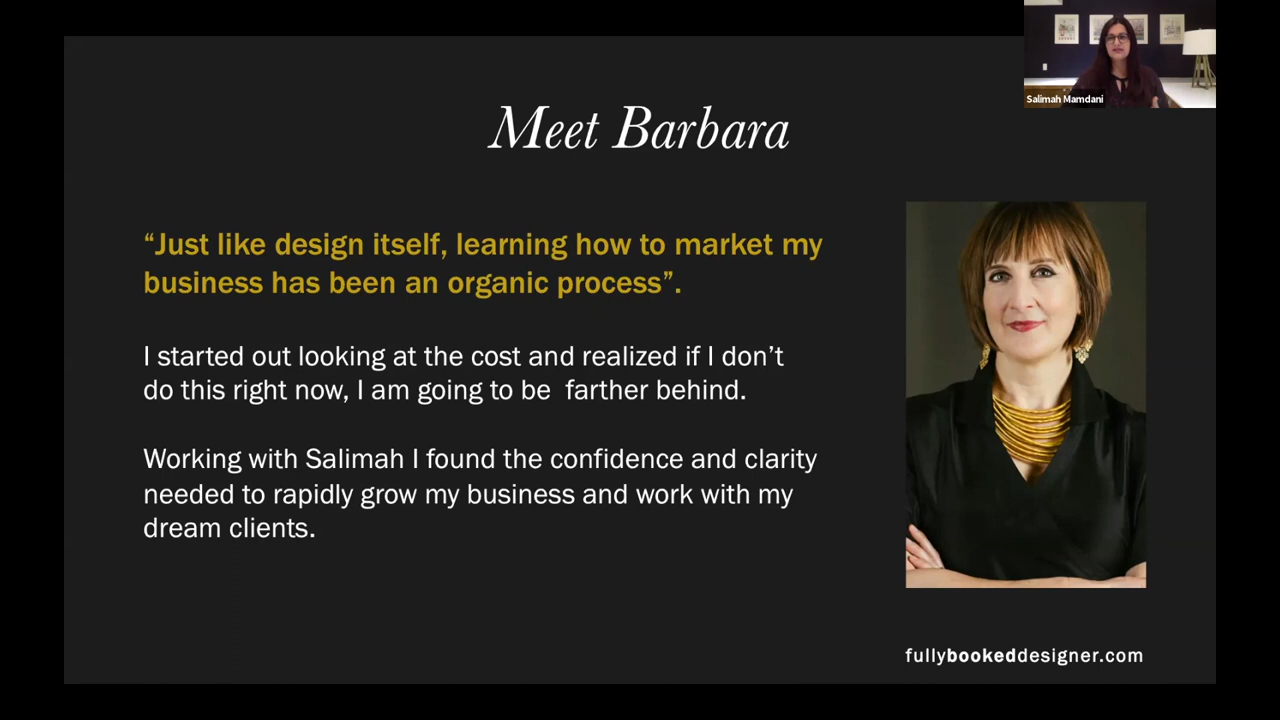 Salimah Mamdani
Meet Barbara
“Just like design itself, learning how to market my
business has been an organic process”.
I started out looking at the cost and realized if I don’t
do this right now, I am going to be  farther behind.
Working with Salimah I found the confidence and clarity
needed to rapidly grow my business and work with my
dream clients.
fullybookeddesigner.com